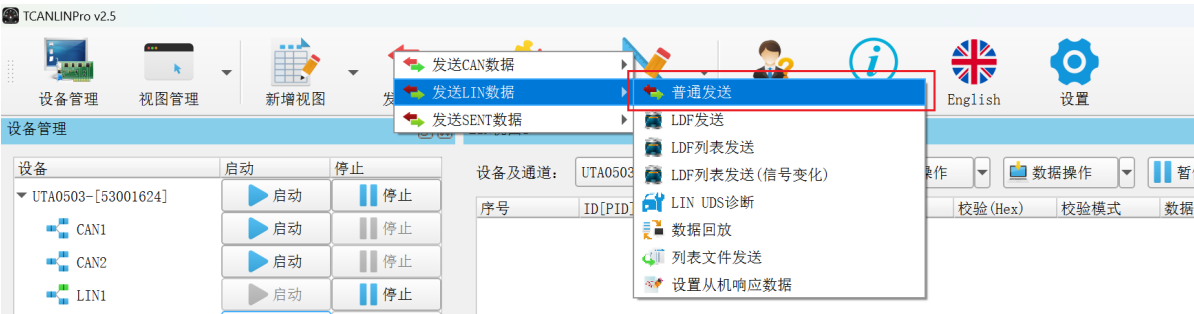 TCANLINPro v2.5
设备管理
视图管理
新增视图
发
English
设置
发送CAN数据
发送LIN数据
发送SENT数据
普通发送
LDF发送
LDF列表发送
LDF列表发送(信号变化)
LIN UDS诊断
数据回放
列表文件发送
设置从机响应数据
设备管理
设备 启动 停止
UTA0503-[53001624] 启动 停止
CAN1 启动 停止
CAN2 启动 停止
LIN1 启动 停止
设备及通道: UTA0503 作 数据操作 暂
序号 ID[PID] 校验(Hex) 校验模式 数据